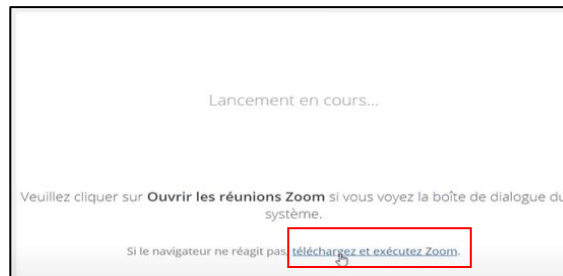 Lancement en cours...
Veuillez cliquer sur Ouvrir les réunions Zoom si vous voyez la boîte de dialogue du
système.
Si le navigateur ne réagit pas, téléchargez et exécutez Zoom.